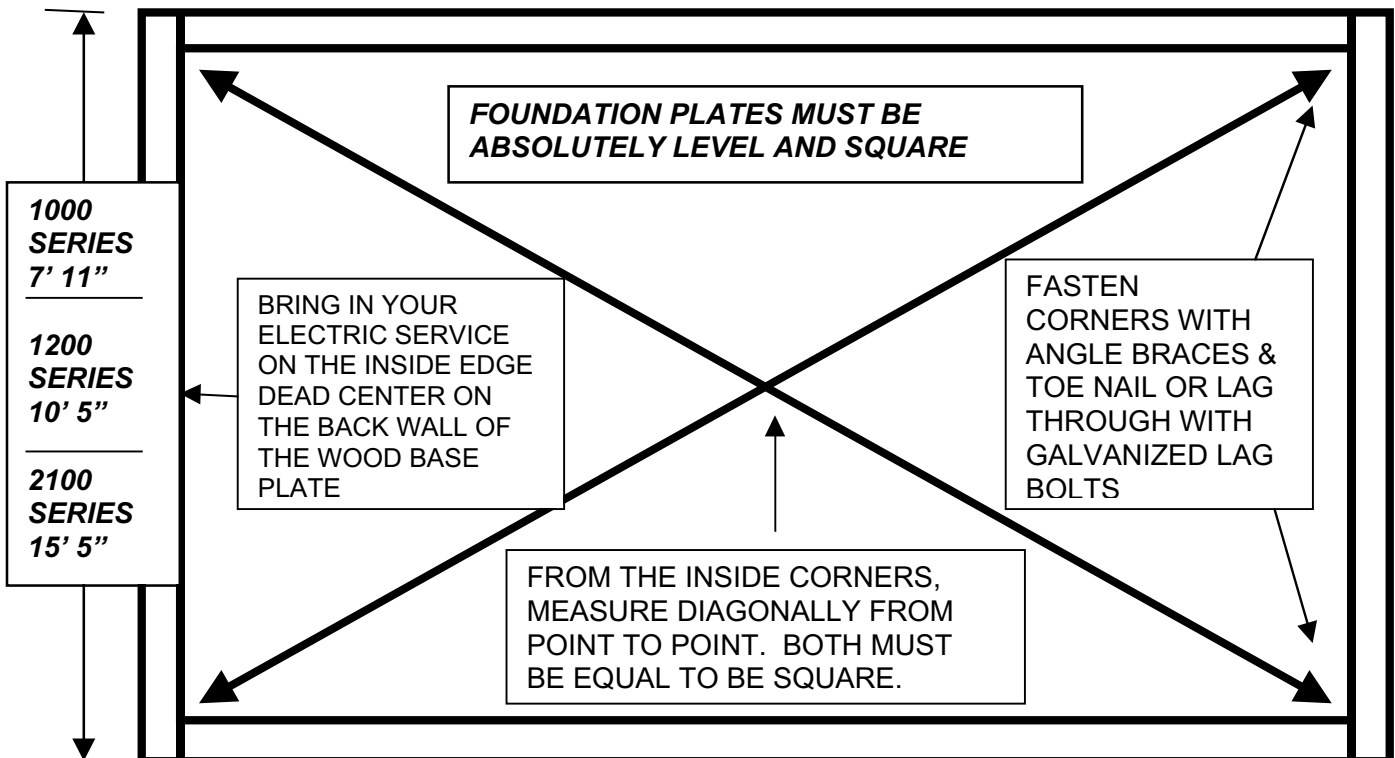 FOUNDATION PLATES MUST BE
ABSOLUTELY LEVEL AND SQUARE
1000
SERIES
7’ 11”
1200
SERIES
10’ 5”
2100
SERIES
15’ 5”
BRING IN YOUR
ELECTRIC SERVICE
ON THE INSIDE EDGE
DEAD CENTER ON
THE BACK WALL OF
THE WOOD BASE
PLATE
FASTEN
CORNERS WITH
ANGLE BRACES &
TOE NAIL OR LAG
THROUGH WITH
GALVANIZED LAG
BOLTS
FROM THE INSIDE CORNERS,
MEASURE DIAGONALLY FROM
POINT TO POINT.  BOTH MUST
BE EQUAL TO BE SQUARE.